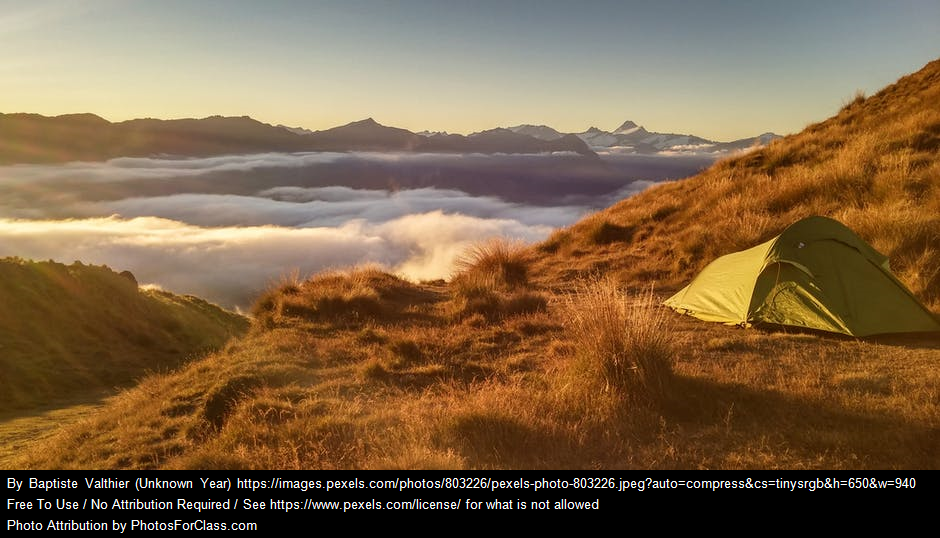 By Baptiste Valthier (Unknown Year) https://images.pexels.com/photos/803226/pexels-photo-803226.jpeg?auto=compress&cs=tinysrgb&h=650&w=940
Free To Use / No Attribution Required / See https://www.pexels.com/license/ for what is not allowed
Photo Attribution by PhotosForClass.com